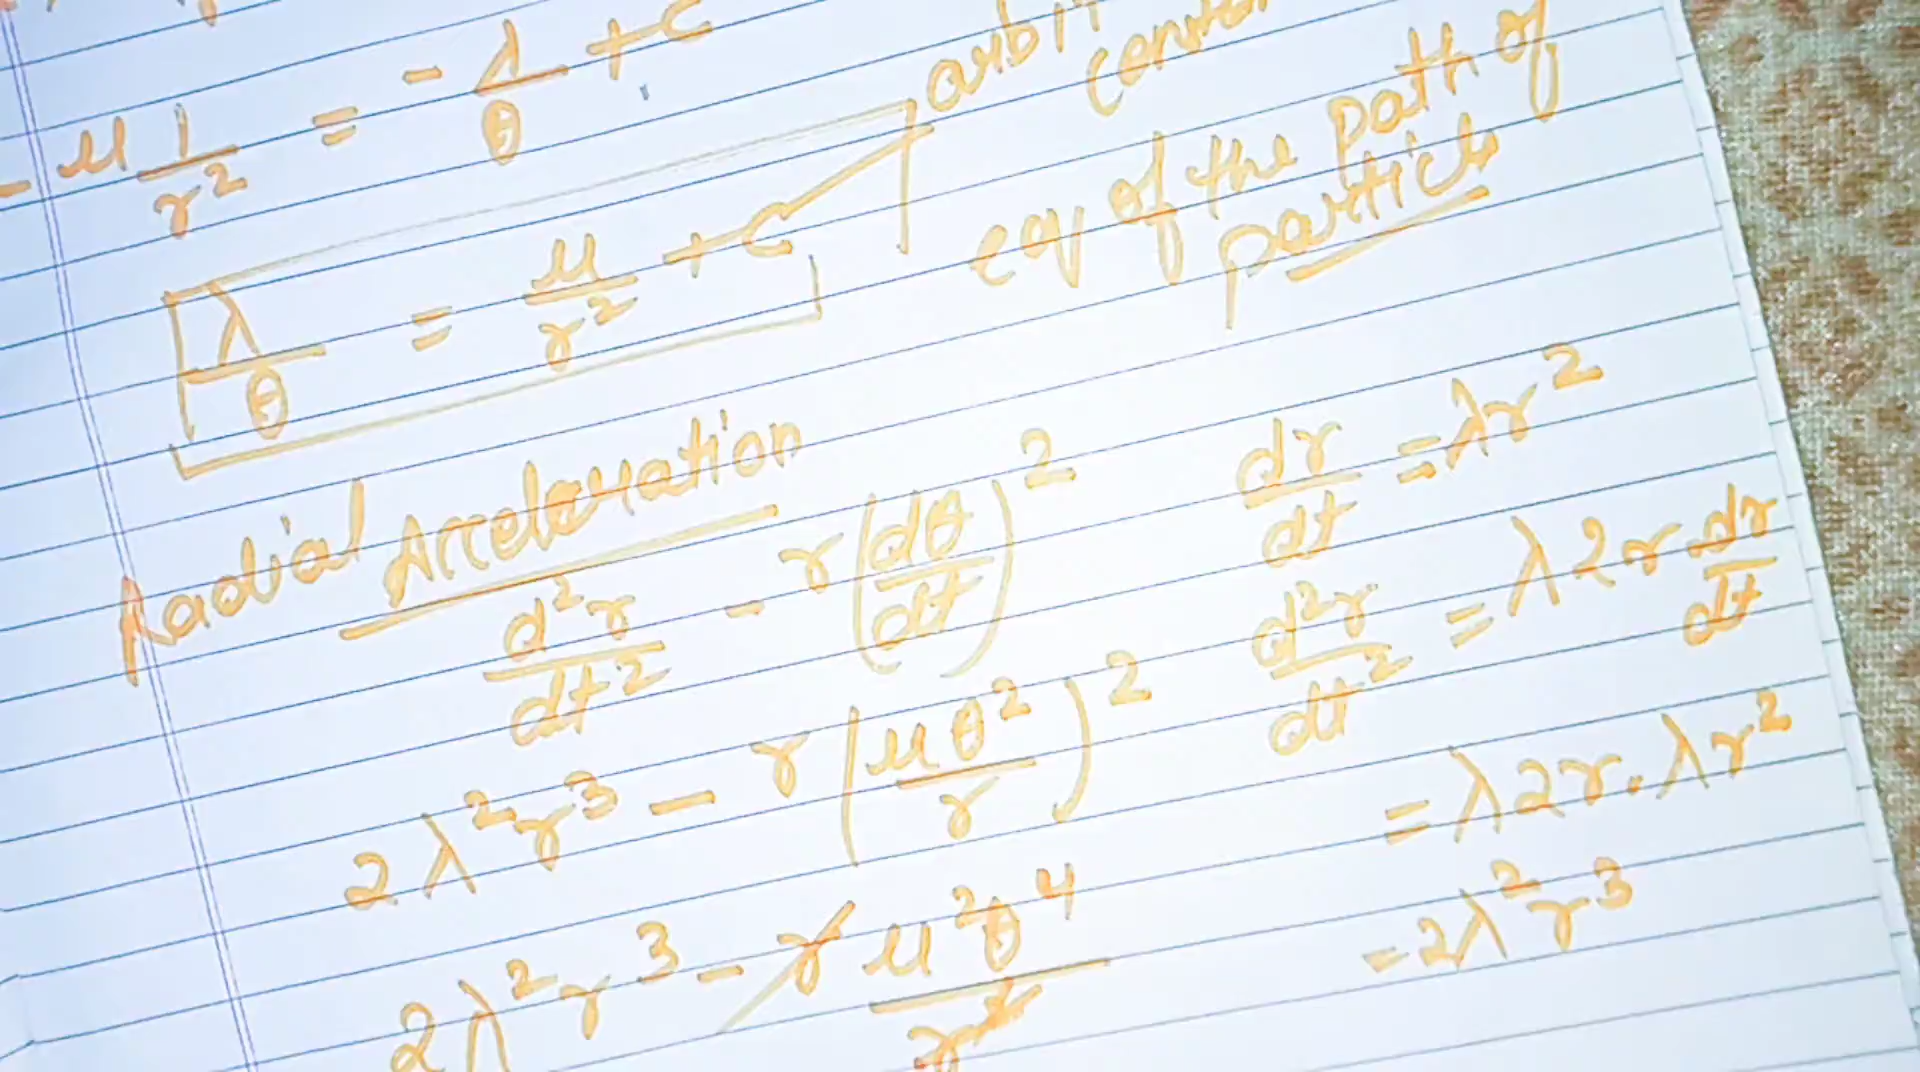 - μ 1/r² = - λ/θ + c
arbit
constan
λ/θ = μ/r² + c
eq of the path of
particle
Radial Acceleration
d²r/dt² - r(dθ/dt)²
dr/dt = λr²
d²r/dt² = λ2r dr/dt
2λ²r³ - r(μθ²/r)²
= λ2r.λr²
= 2λ²r³
2λ²r³ - r μ²θ⁴/r²